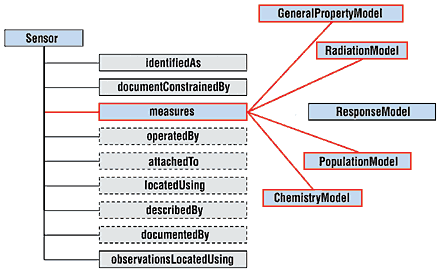 GeneralPropertyModel
Sensor
RadiationModel
identifiedAs
documentConstrainedBy
measures
ResponseModel
operatedBy
attachedTo
PopulationModel
locatedUsing
ChemistryModel
describedBy
documentedBy
observationsLocatedUsing